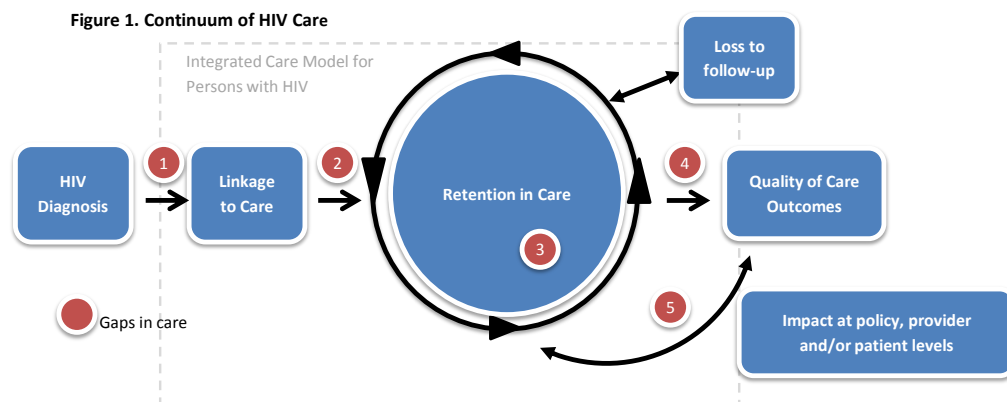 Figure 1. Continuum of HIV Care
Integrated Care Model for
Persons with HIV
Loss to
follow-up
1
2
4
HIV
Diagnosis
Linkage
to Care
Retention in Care
Quality of Care
Outcomes
3
5
Gaps in care
Impact at policy, provider
and/or patient levels